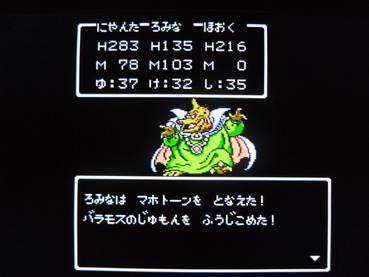 にゃんた ろみな ほおく
H283 H135 H216
M 78 M103 M 0
ゆ:37 け:32 し:35
ろみなは マホトーンを となえた!
バラモスのじゅもんを ふうじこめた!